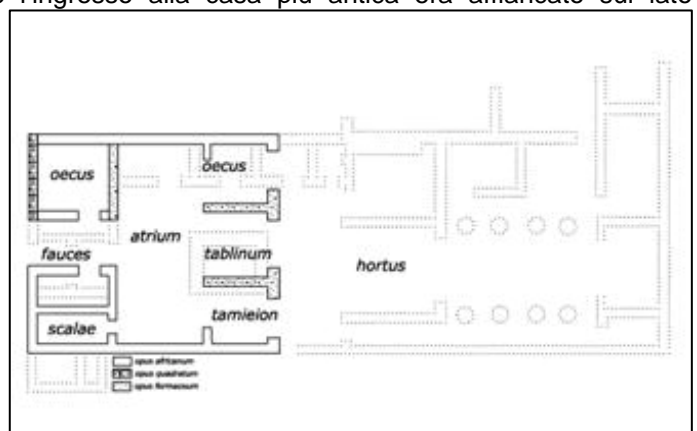 l'ingresso alla casa più antica era affiancato sul lato
oecus
oecus
atrium
fauces
tablinum
hortus
tamieion
scalae
opus africanum
opus quadratum
opus formaceum